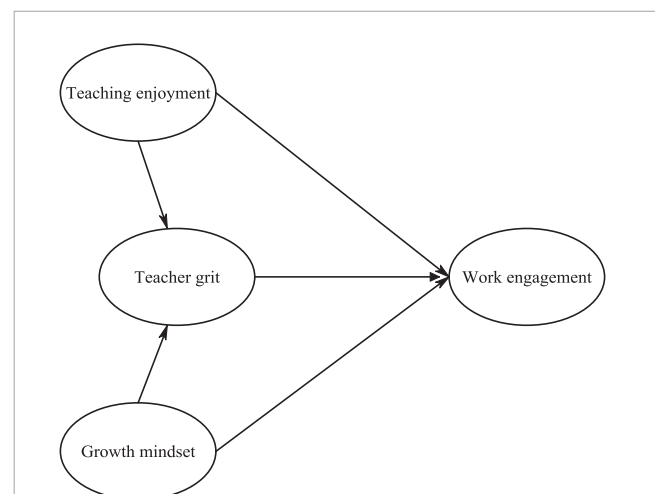 Teaching enjoyment
Teacher grit
Work engagement
Growth mindset